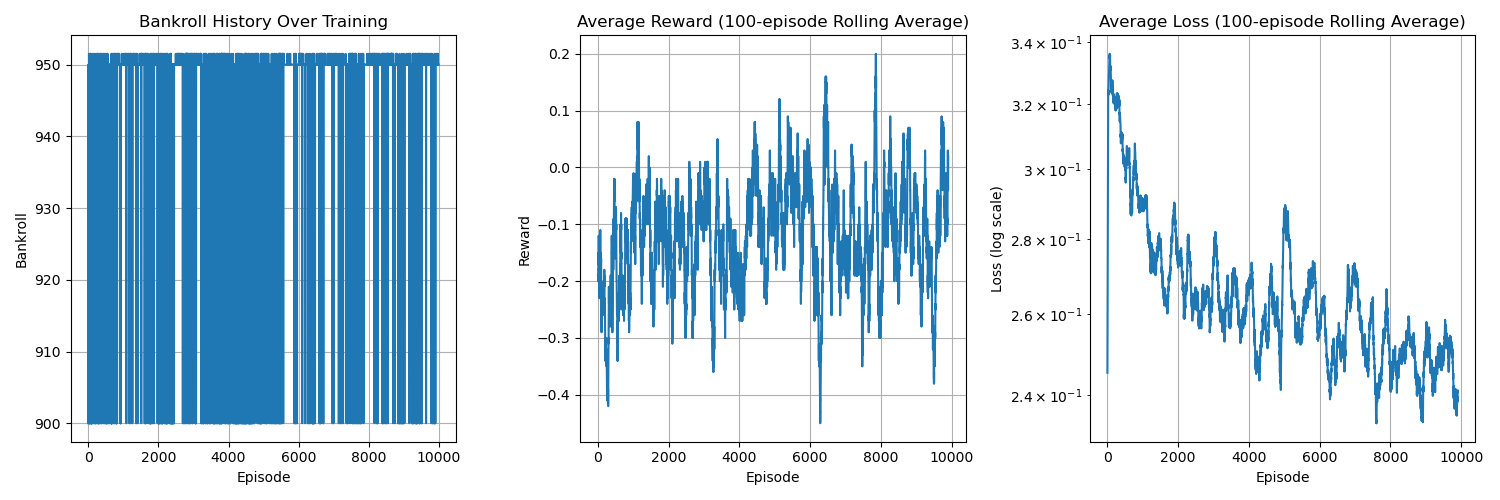 Bankroll History Over Training
950
940
930
920
910
900
Bankroll
0 2000 4000 6000 8000 10000
Episode
Average Reward (100-episode Rolling Average)
0.2
0.1
0.0
−0.1
−0.2
−0.3
−0.4
Reward
0 2000 4000 6000 8000 10000
Episode
Average Loss (100-episode Rolling Average)
3.4 × 10⁻¹
3.2 × 10⁻¹
3 × 10⁻¹
2.8 × 10⁻¹
2.6 × 10⁻¹
2.4 × 10⁻¹
Loss (log scale)
0 2000 4000 6000 8000 10000
Episode